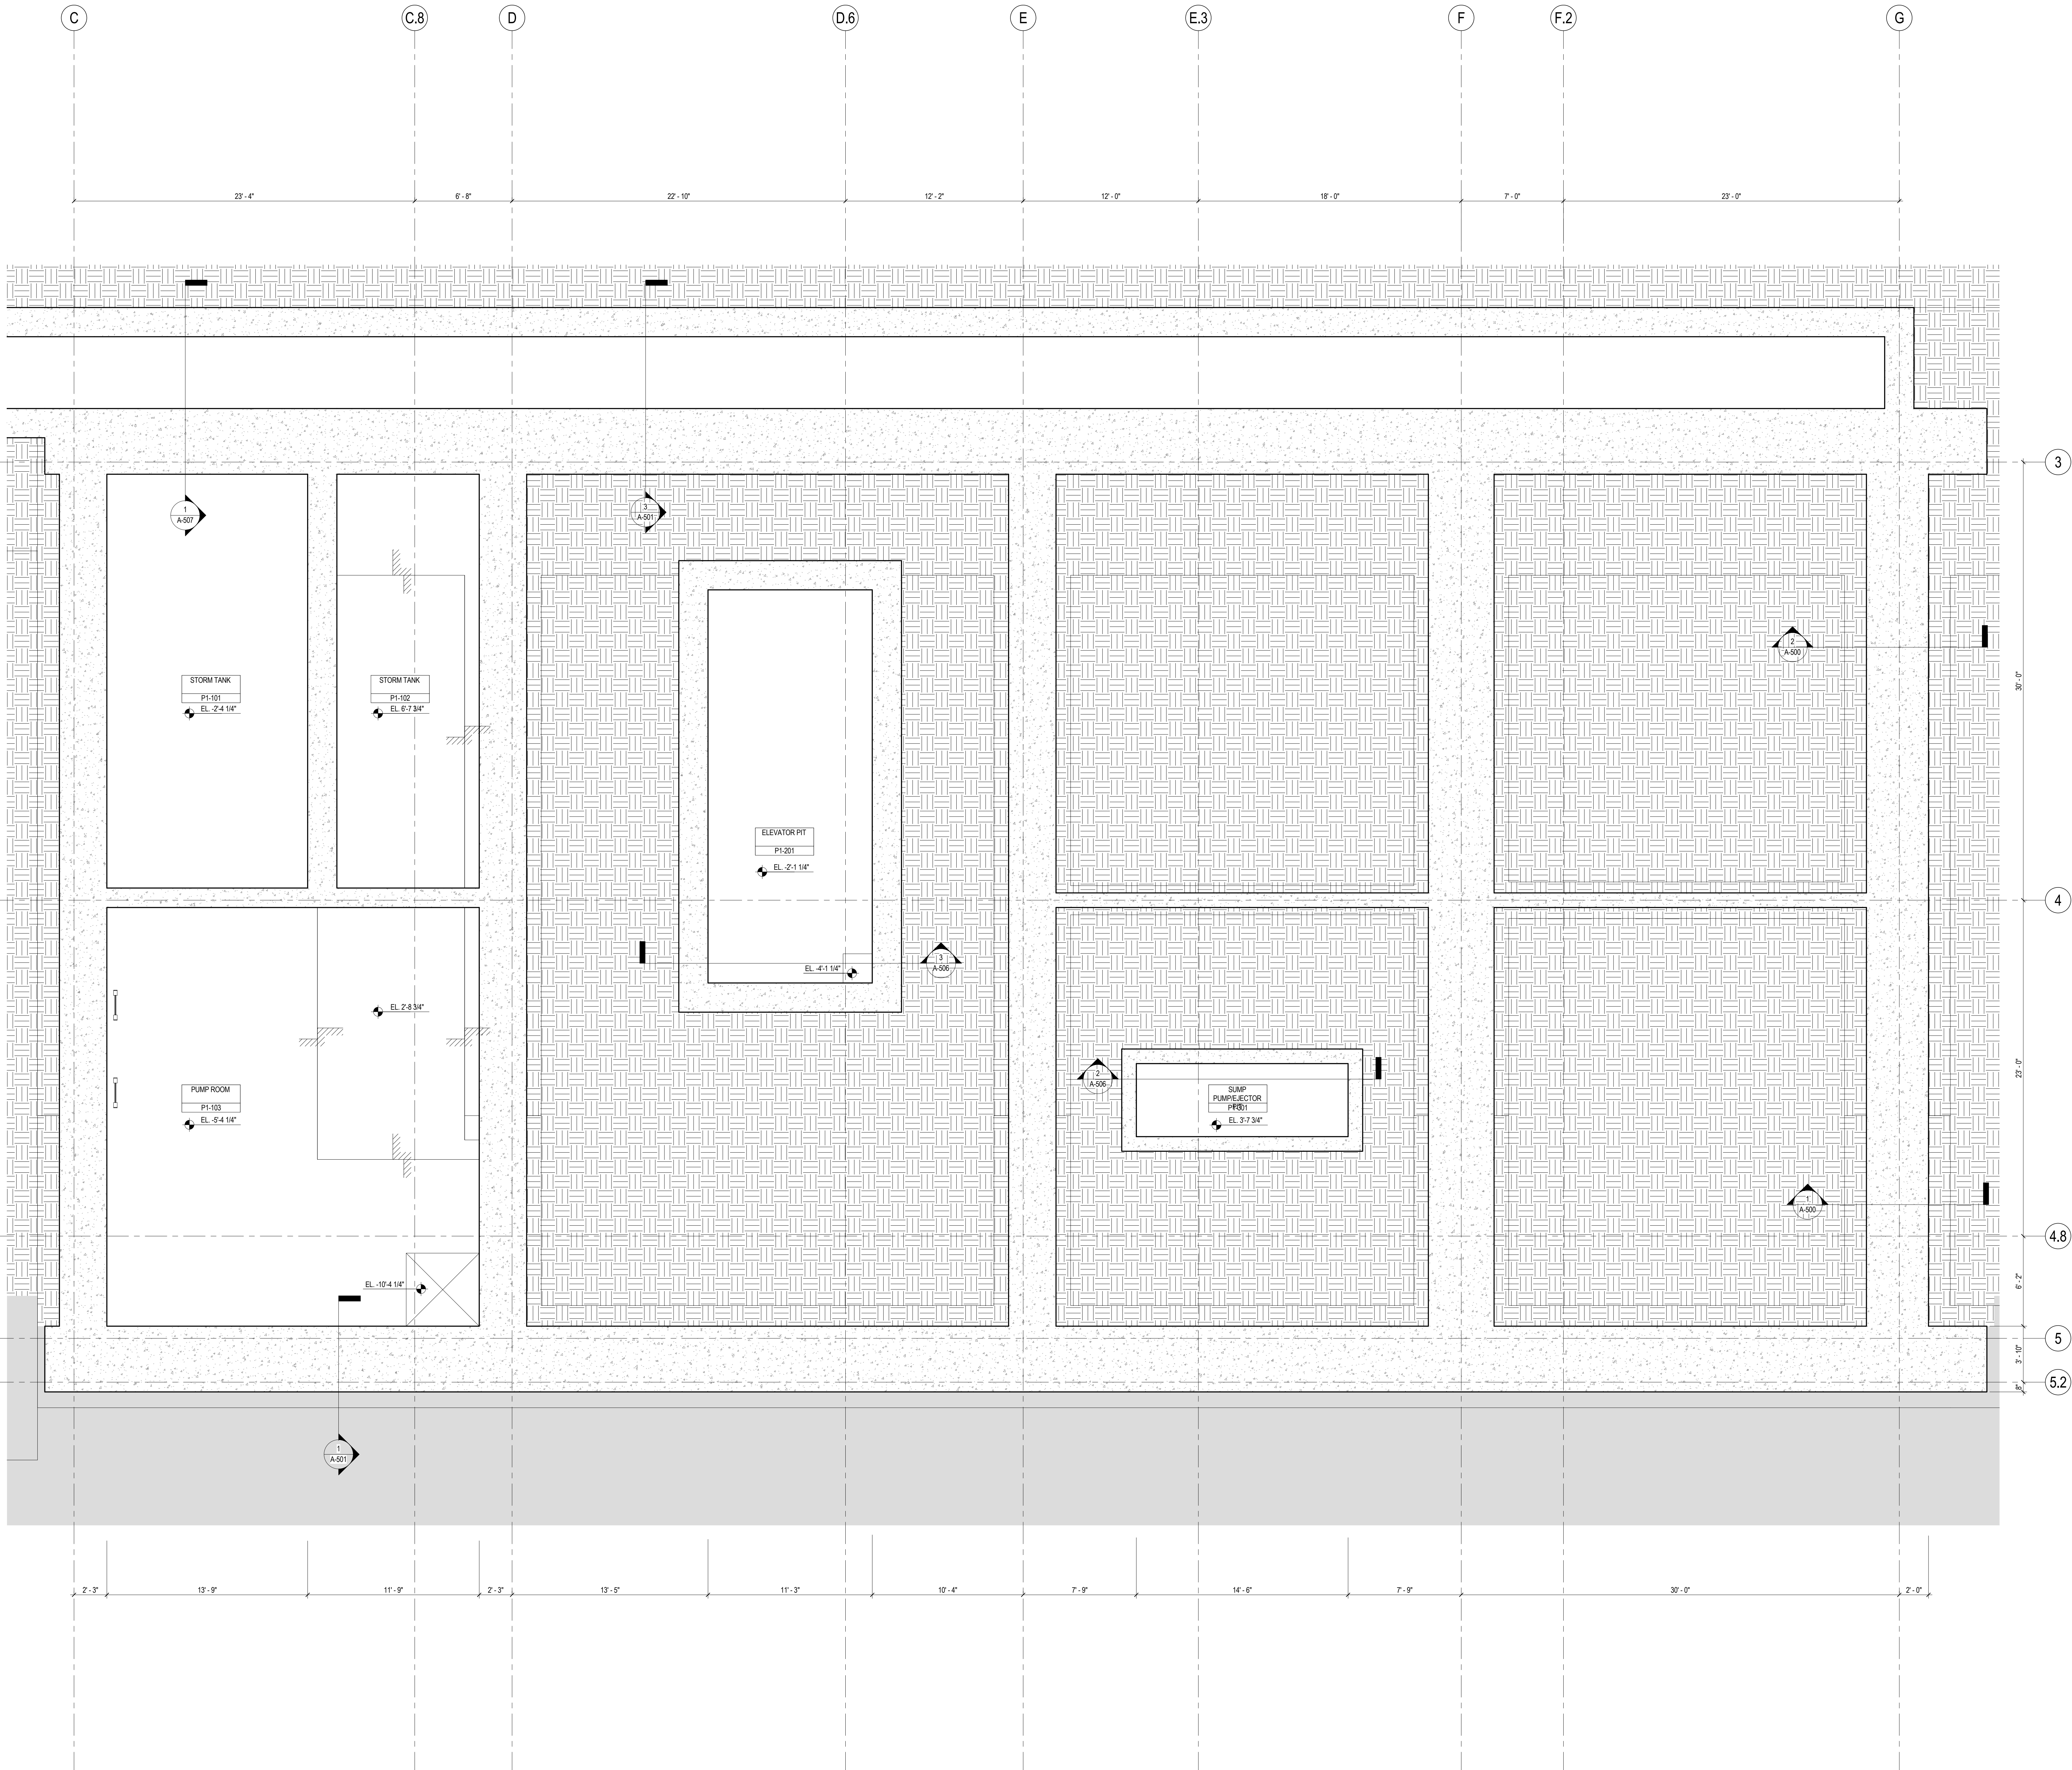 C
C.8
D
D.6
E
E.3
F
F.2
G
23' - 4"
6' - 8"
22' - 10"
12' - 2"
12' - 0"
18' - 0"
7' - 0"
23' - 0"
3
1
A-507
3
A-501
2
A-500
30' - 0"
STORM TANK
P1-101
EL. -2'-4 1/4"
STORM TANK
P1-102
EL. 6'-7 3/4"
ELEVATOR PIT
P1-201
EL. -2'-1 1/4"
4
EL. -4'-1 1/4"
3
A-506
EL. 2'-8 3/4"
2
A-506
23' - 0"
PUMP ROOM
P1-103
EL. -5'-4 1/4"
SUMP
PUMP/EJECTOR
P1-301
EL. 3'-7 3/4"
1
A-500
4.8
EL. -10'-4 1/4"
6' - 2"
5
3' - 10"
5.2
8"
1
A-501
2' - 3"
13' - 9"
11' - 9"
2' - 3"
13' - 5"
11' - 3"
10' - 4"
7' - 9"
14' - 6"
7' - 9"
30' - 0"
2' - 0"